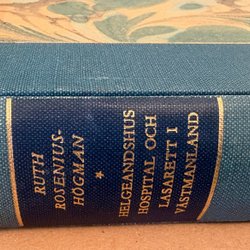 RUTH
ROSENIUS-
HÖGMAN
*
HELGEANDSHUS
HOSPITAL OCH
LASARETT I
VÄSTMANLAND